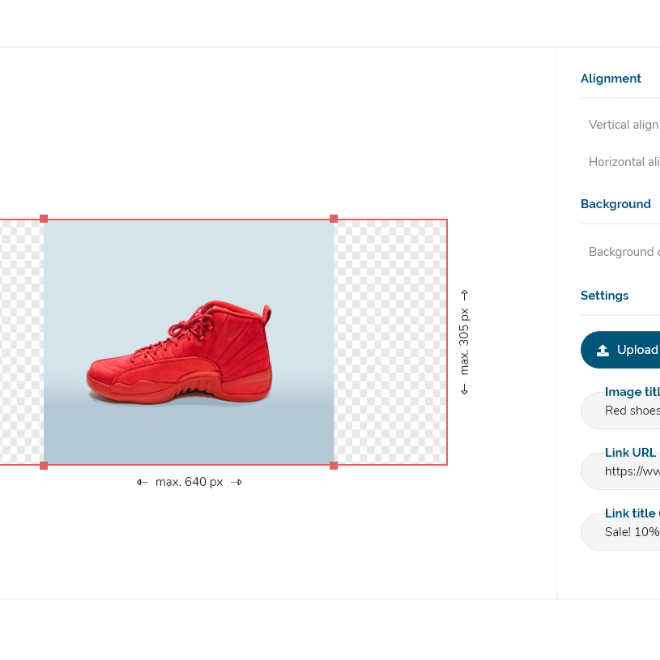 Alignment
Vertical align
Horizontal ali
Background
Background
Settings
Upload
Image titl
Red shoes
Link URL
https://ww
Link title
Sale! 10%
max. 305 px
max. 640 px